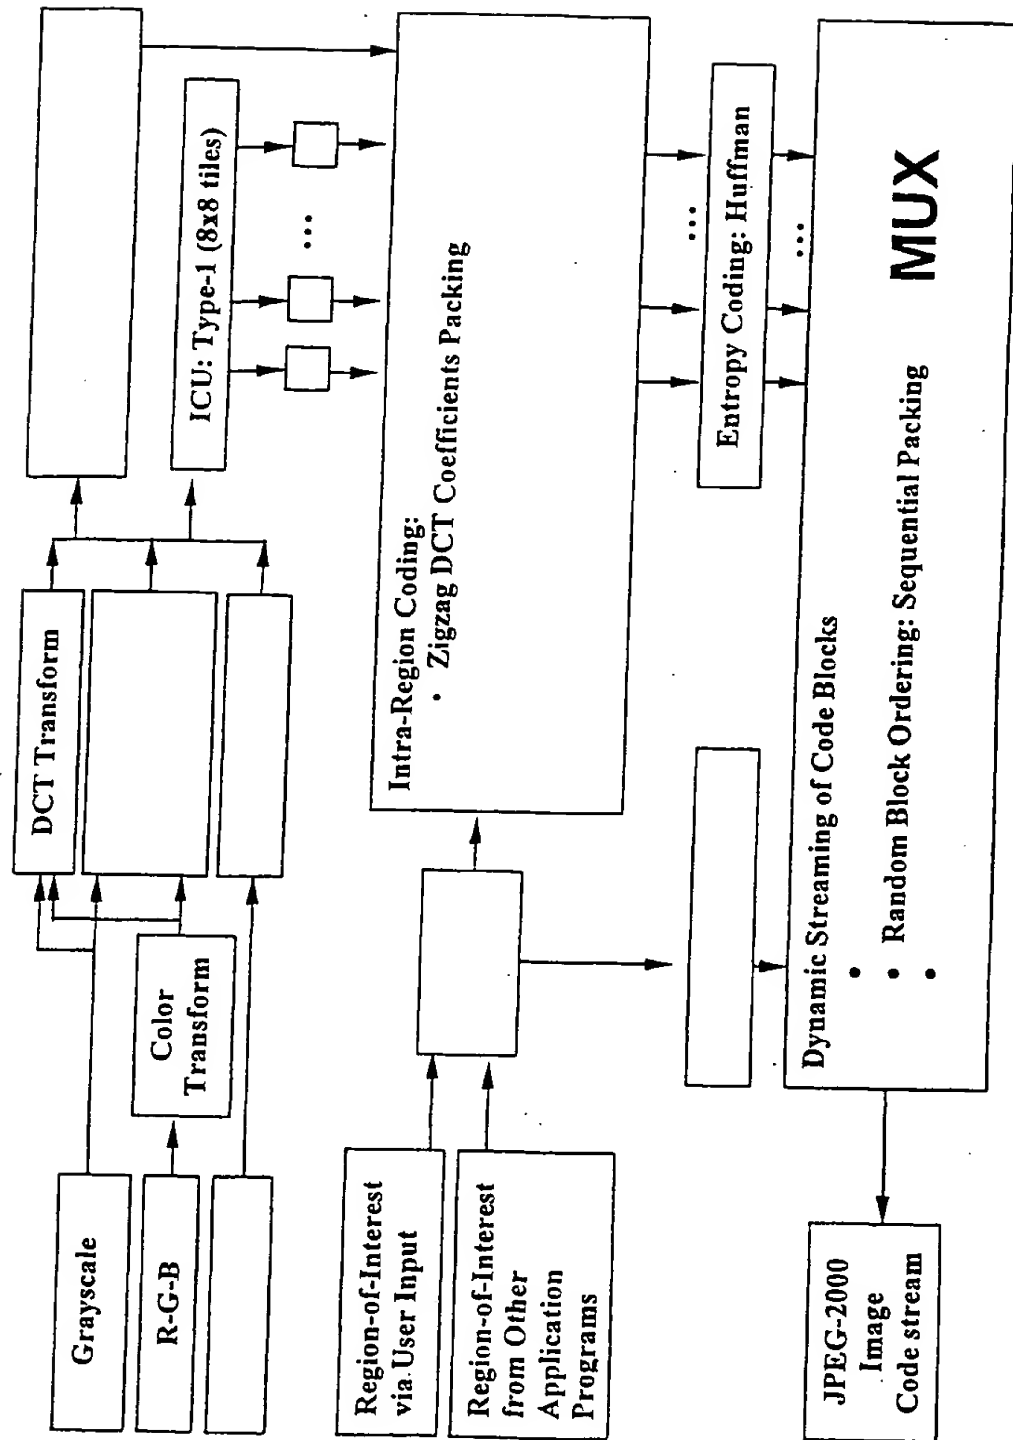 Grayscale
R-G-B
Color
Transform
DCT Transform
ICU: Type-1 (8x8 tiles)
...
Region-of-Interest
via User Input
Region-of-Interest
from Other
Application
Programs
Intra-Region Coding:
• Zigzag DCT Coefficients Packing
...
Entropy Coding: Huffman
...
Dynamic Streaming of Code Blocks
•
• Random Block Ordering: Sequential Packing
•
MUX
JPEG-2000
Image
Code stream